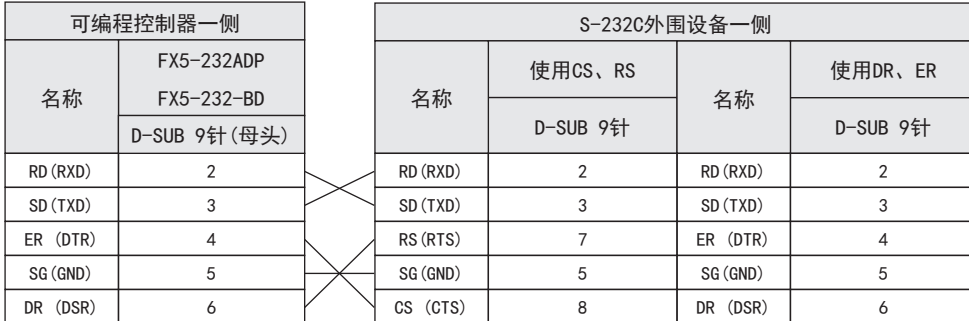 可编程控制器一侧 S-232C外围设备一侧
名称 FX5-232ADP FX5-232-BD D-SUB 9针(母头) 名称 使用CS、RS D-SUB 9针 名称 使用DR、ER D-SUB 9针
RD(RXD) 2 RD(RXD) 2 RD(RXD) 2
SD(TXD) 3 SD(TXD) 3 SD(TXD) 3
ER (DTR) 4 RS(RTS) 7 ER (DTR) 4
SG(GND) 5 SG(GND) 5 SG(GND) 5
DR (DSR) 6 CS (CTS) 8 DR (DSR) 6